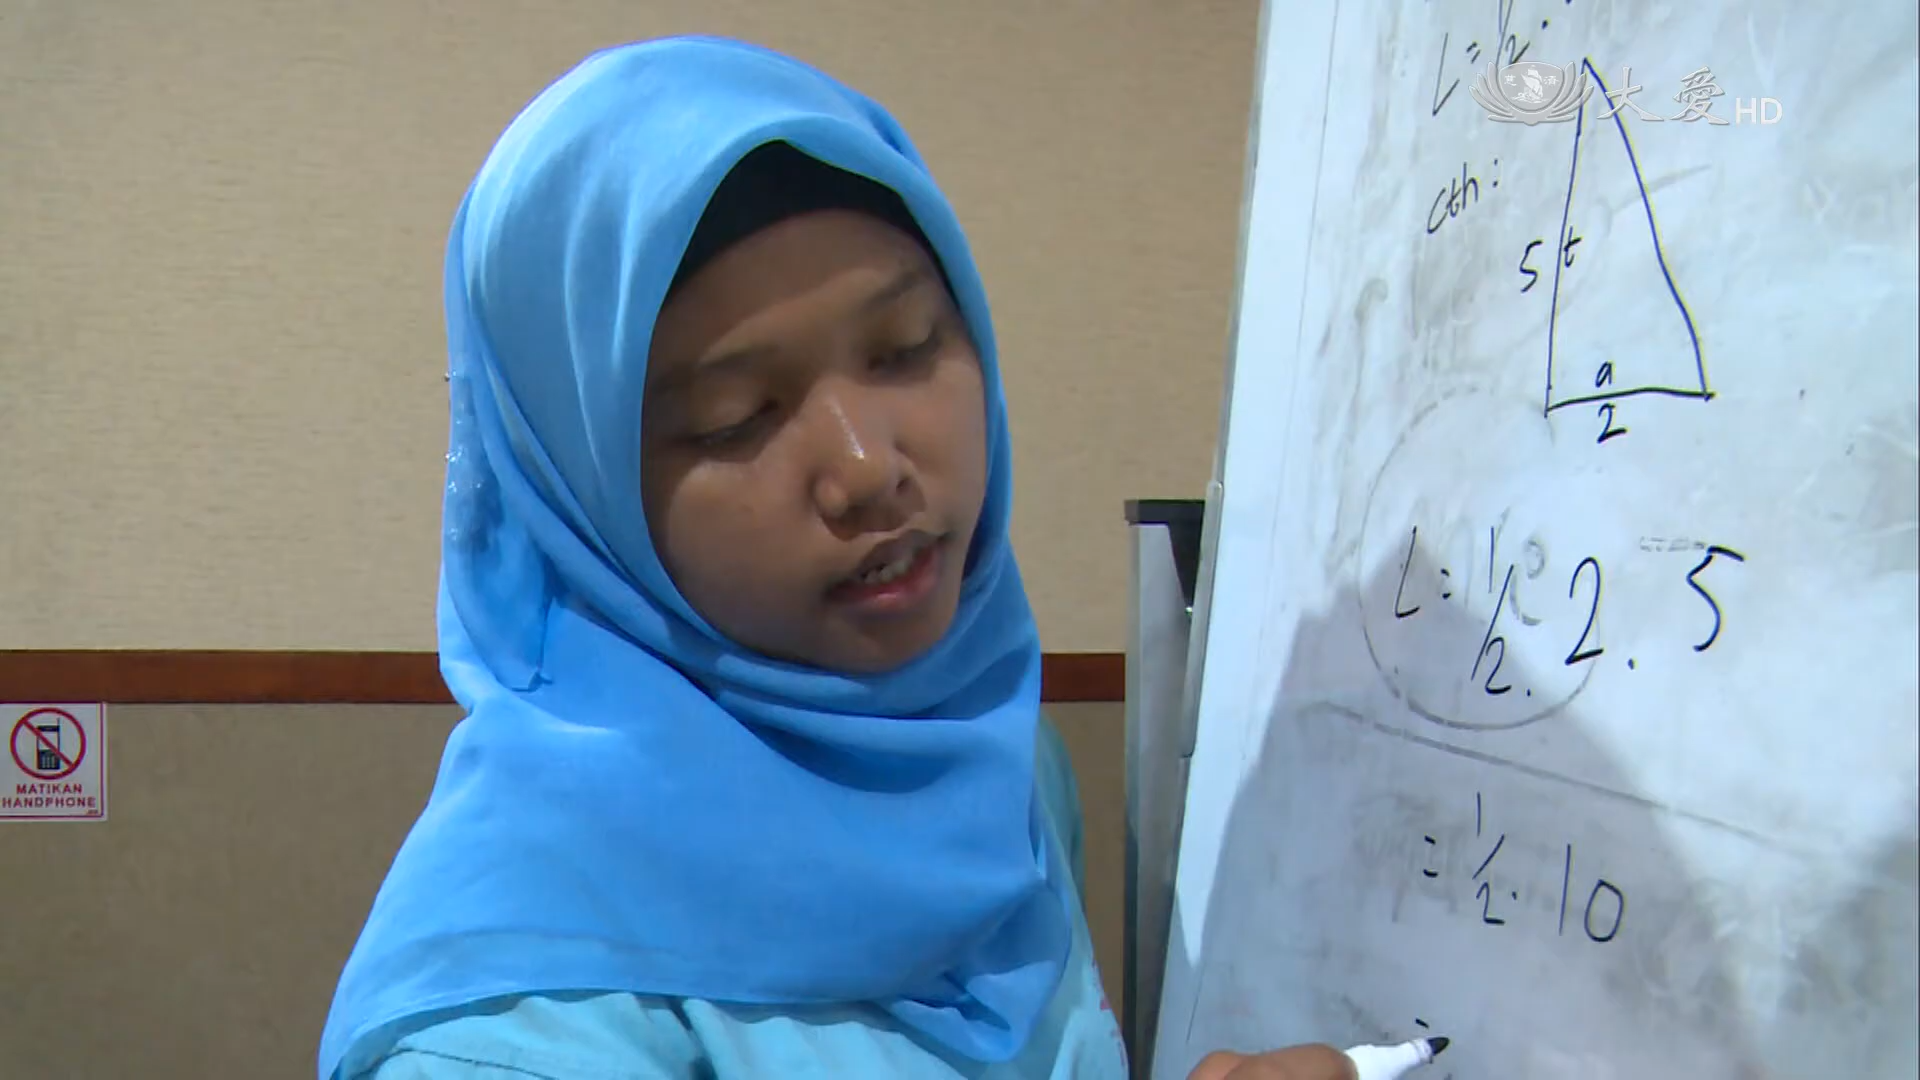 L = 1/2 .
大愛HD
cth :
5 t
a
2
L = 1/2 . 2 . 5
= 1/2 . 10
=
MATIKAN
HANDPHONE